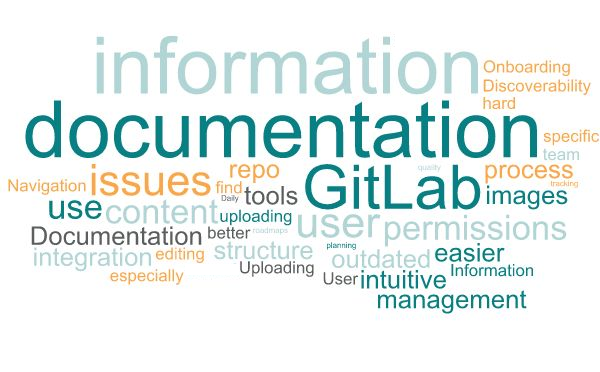 information
Onboarding
Discoverability
hard
documentation
specific
team
quality
process
tracking
repo
issues
Navigation
find
Daily
tools
GitLab
images
use
content
uploading
user
permissions
Documentation
better
roadmaps
planning
integration
editing
structure
outdated
easier
especially
Uploading
User
intuitive
Information
management